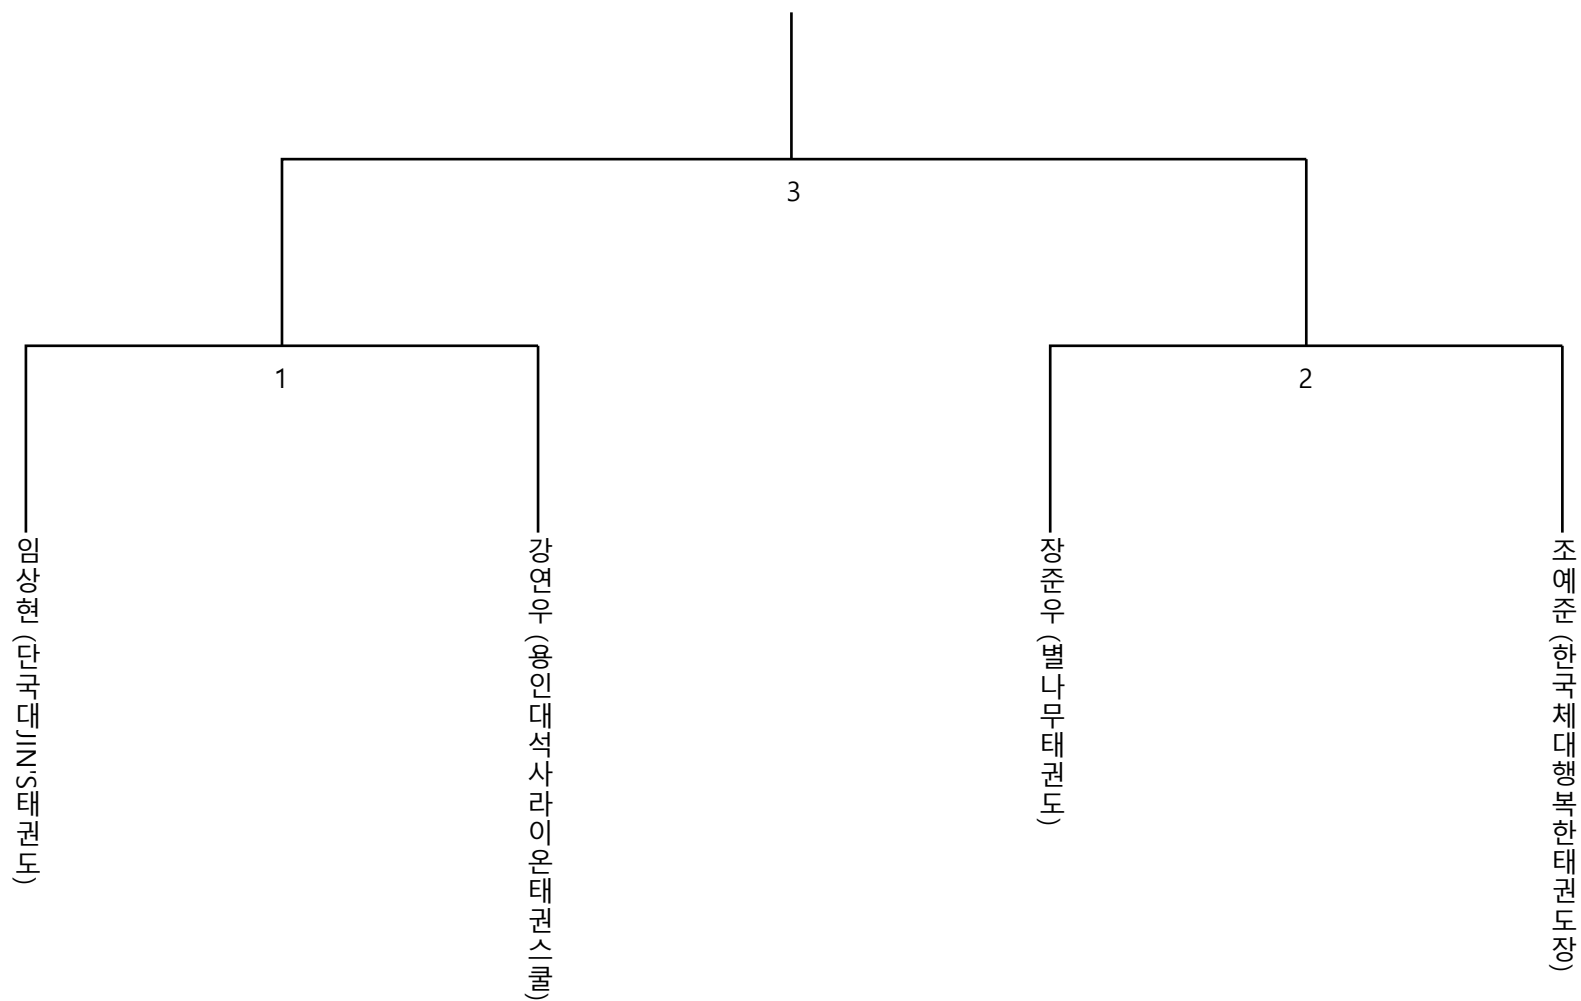 3
1
2
임상현 (단국대JIN'S태권도)
강연우 (용인대석사라이온태권스쿨)
장준우 (별나무태권도)
조예준 (한국체대행복한태권도장)